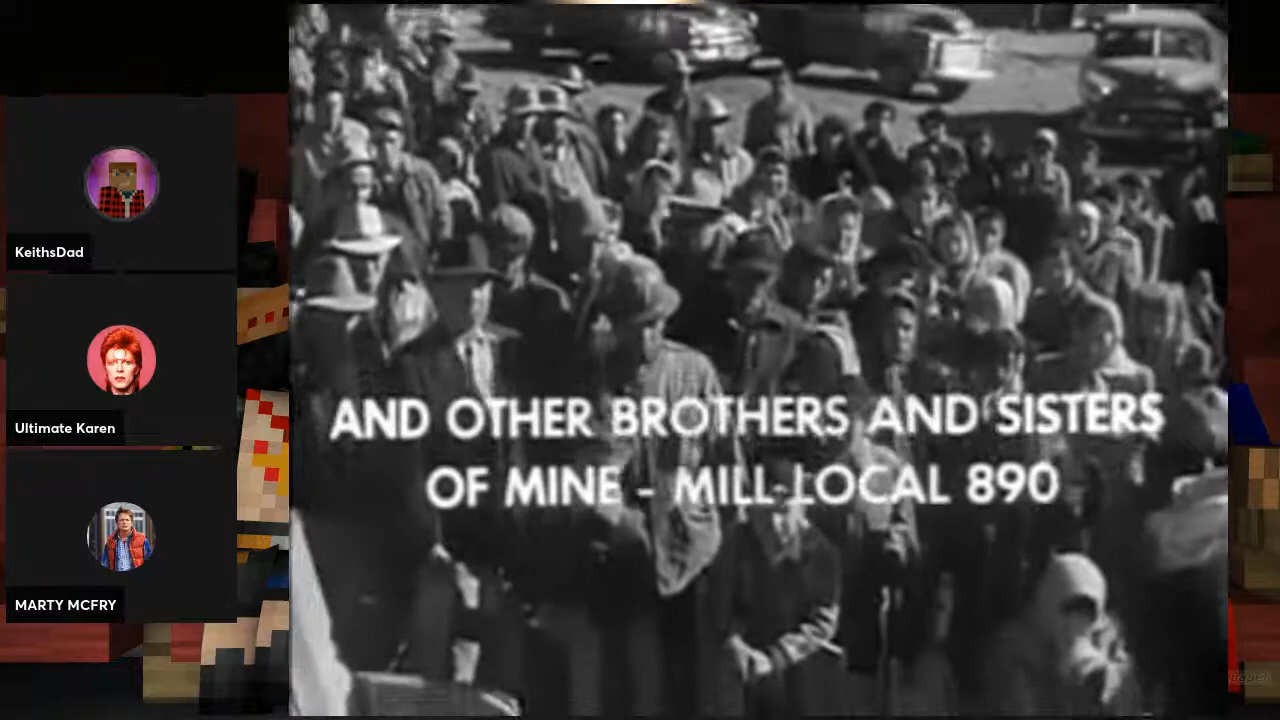 KeithsDad
Ultimate Karen
MARTY MCFRY
AND OTHER BROTHERS AND SISTERS
OF MINE - MILL LOCAL 890